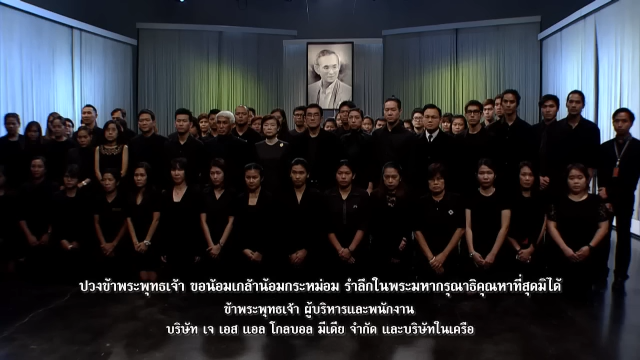 ปวงข้าพระพุทธเจ้า ขอน้อมเกล้าน้อมกระหม่อม รำลึกในพระมหากรุณาธิคุณหาที่สุดมิได้
ข้าพระพุทธเจ้า ผู้บริหารและพนักงาน
บริษัท เจ เอส แอล โกลบอล มีเดีย จำกัด และบริษัทในเครือ